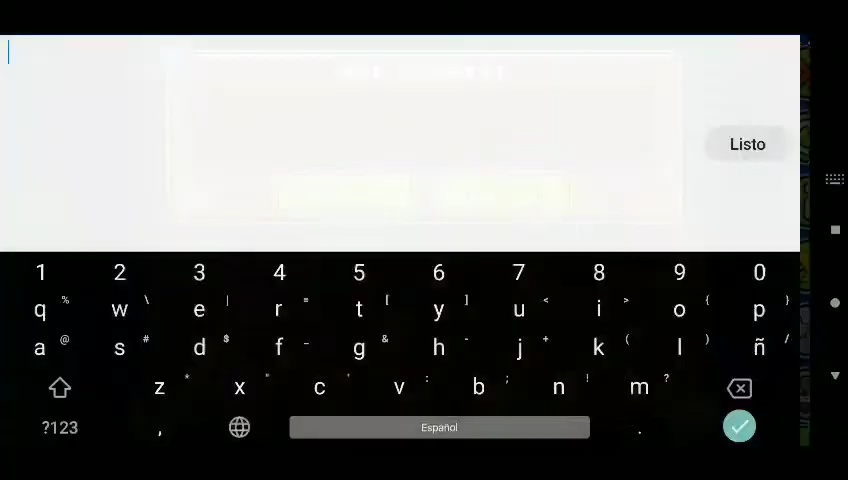 Listo
1 2 3 4 5 6 7 8 9 0
q % w \ e | r = t [ y ] u < i > o { p }
a @ s # d $ f _ g & h - j + k ( l ) ñ /
z * x " c ' v : b ; n ! m ?
?123 , Español .